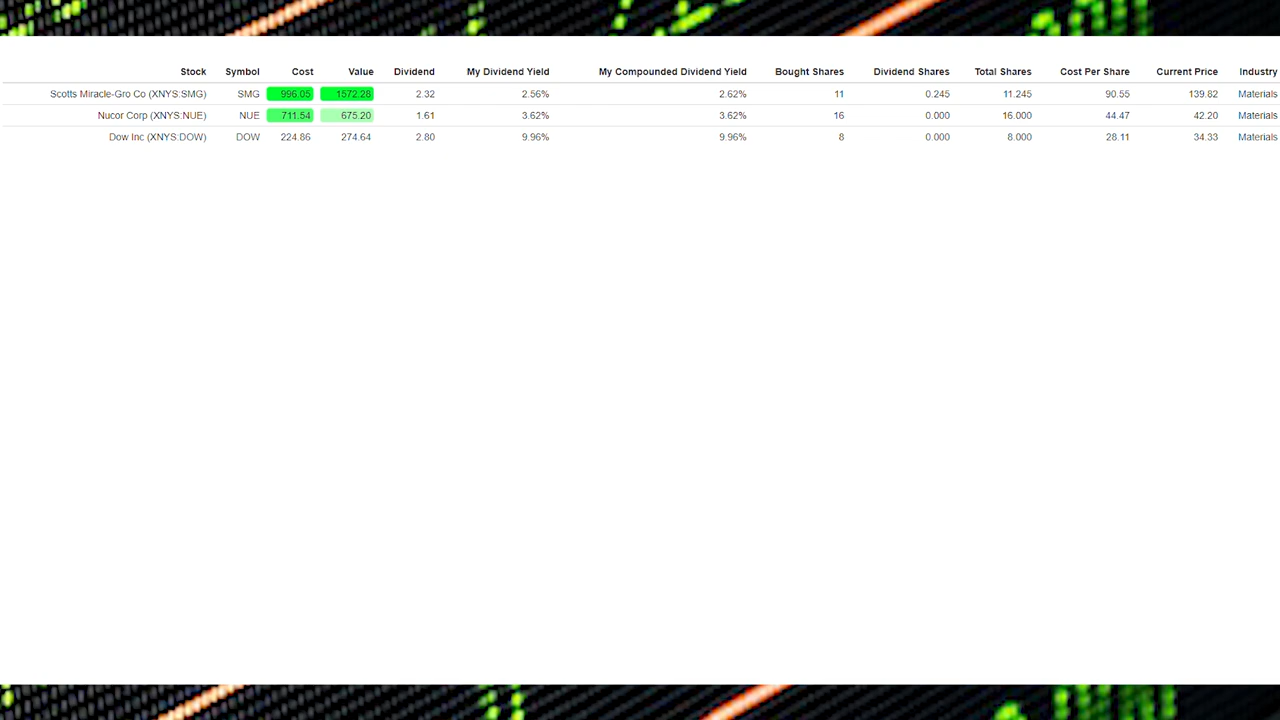 Stock Symbol Cost Value Dividend My Dividend Yield My Compounded Dividend Yield Bought Shares Dividend Shares Total Shares Cost Per Share Current Price Industry
Scotts Miracle-Gro Co (XNYS:SMG) SMG 996.05 1572.28 2.32 2.56% 2.62% 11 0.245 11.245 90.55 139.82 Materials
Nucor Corp (XNYS:NUE) NUE 711.54 675.20 1.61 3.62% 3.62% 16 0.000 16.000 44.47 42.20 Materials
Dow Inc (XNYS:DOW) DOW 224.86 274.64 2.80 9.96% 9.96% 8 0.000 8.000 28.11 34.33 Materials